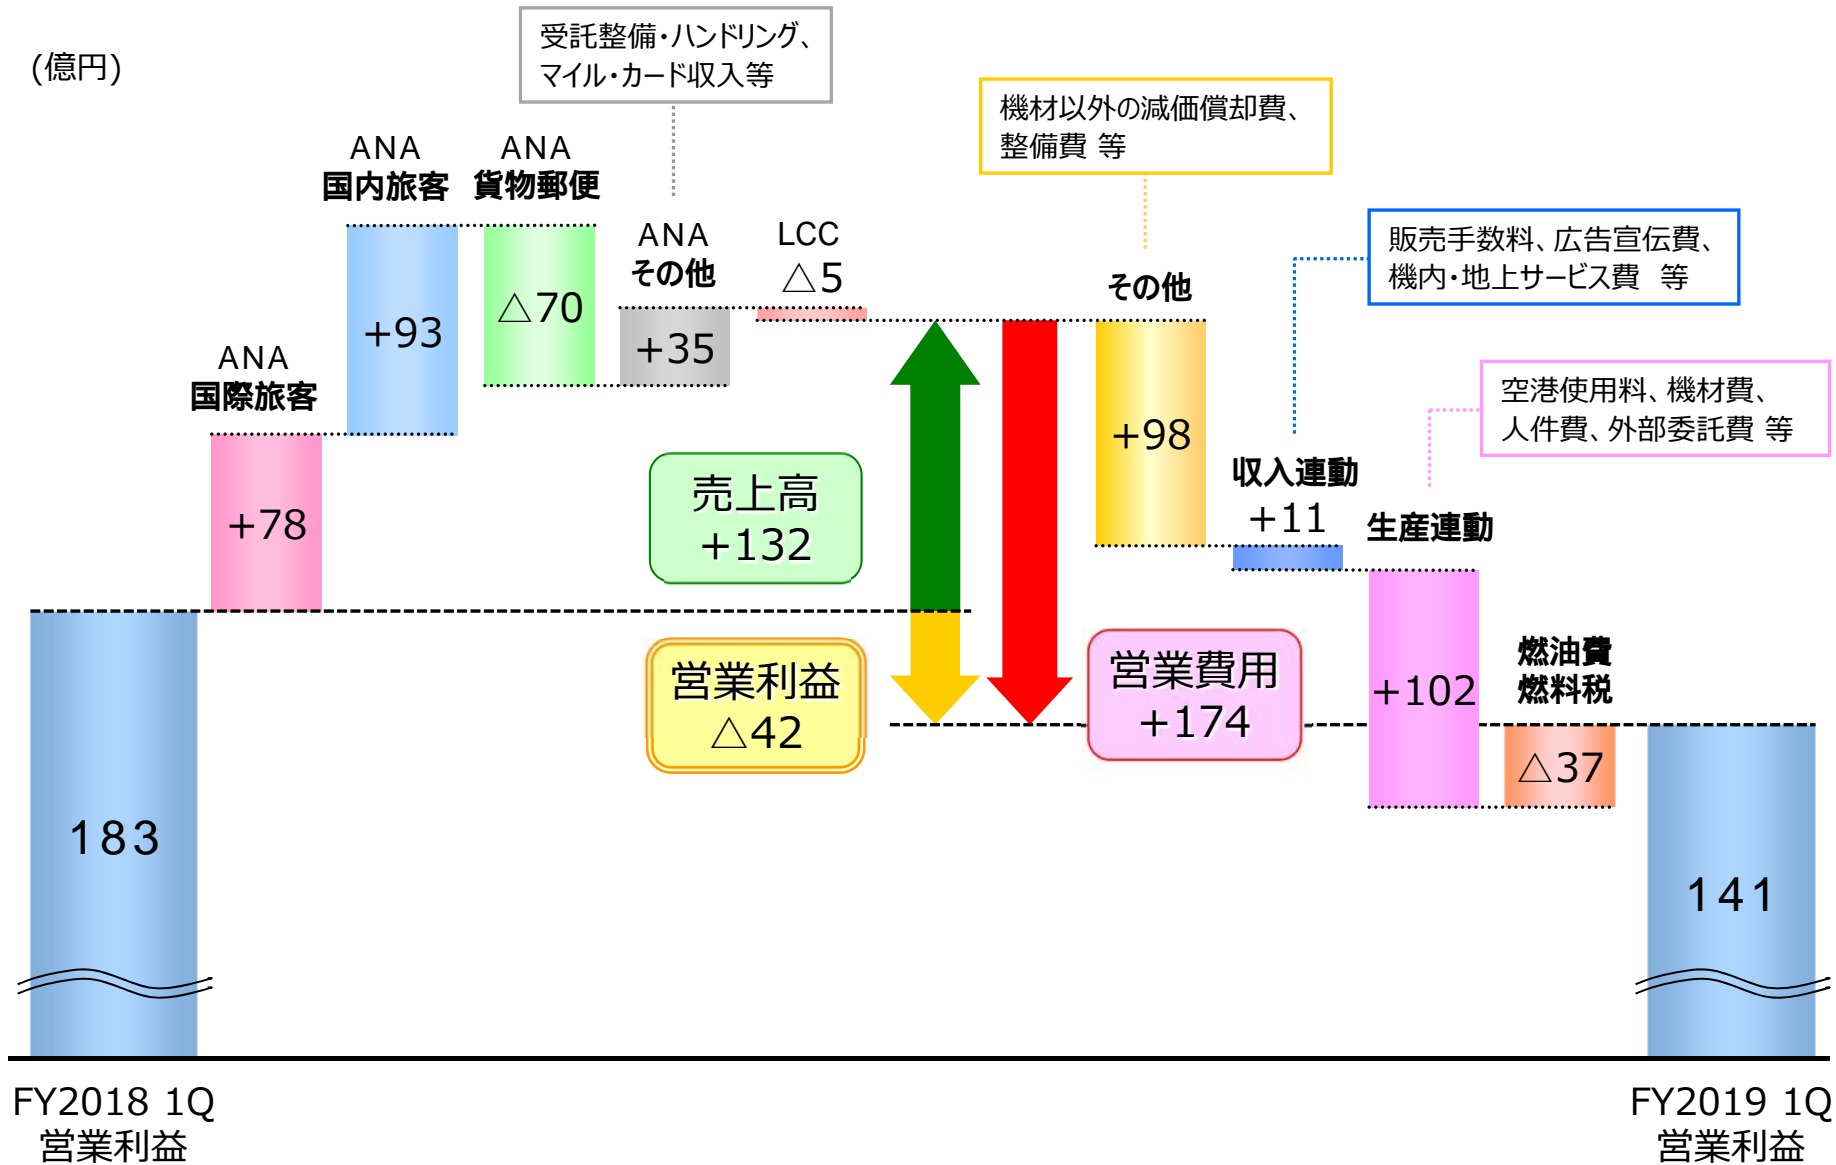 (億円)
受託整備・ハンドリング、
マイル・カード収入等
機材以外の減価償却費、
整備費 等
販売手数料、広告宣伝費、
機内・地上サービス費 等
空港使用料、機材費、
人件費、外部委託費 等
ANA
国際旅客
+78
ANA
国内旅客
+93
ANA
貨物郵便
△70
ANA
その他
+35
LCC
△5
その他
+98
収入連動
+11
生産連動
+102
燃油費
燃料税
△37
売上高
+132
営業利益
△42
営業費用
+174
183
141
FY2018 1Q
営業利益
FY2019 1Q
営業利益